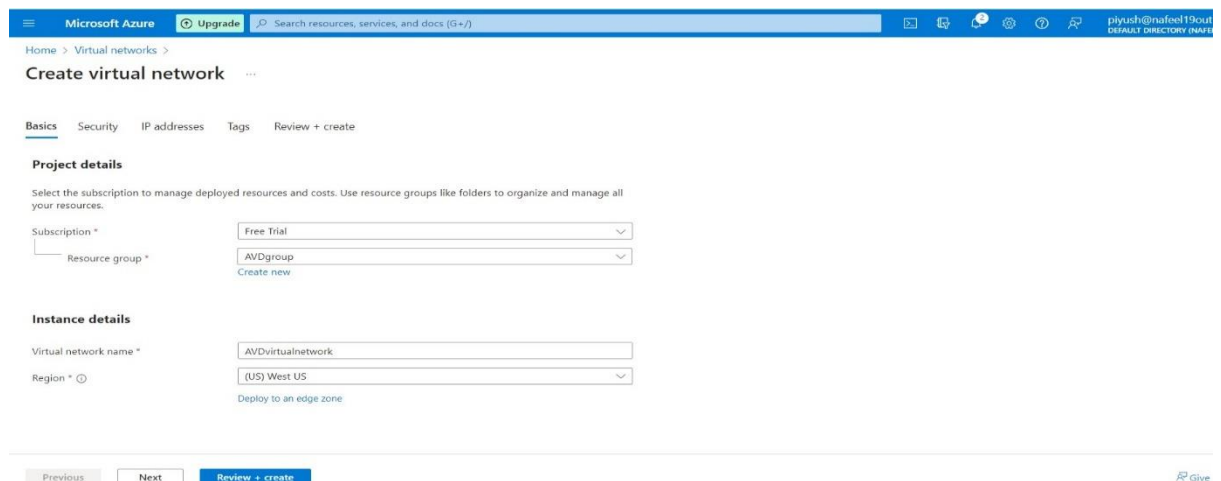 Microsoft Azure Upgrade Search resources, services, and docs (G+/) 2 piyush@nafeel19out
DEFAULT DIRECTORY (NAFEE
Home > Virtual networks >
Create virtual network ...
Basics Security IP addresses Tags Review + create
Project details
Select the subscription to manage deployed resources and costs. Use resource groups like folders to organize and manage all
your resources.
Subscription * Free Trial
Resource group * AVDgroup
Create new
Instance details
Virtual network name * AVDvirtualnetwork
Region * (US) West US
Deploy to an edge zone
Previous Next Review + create Give